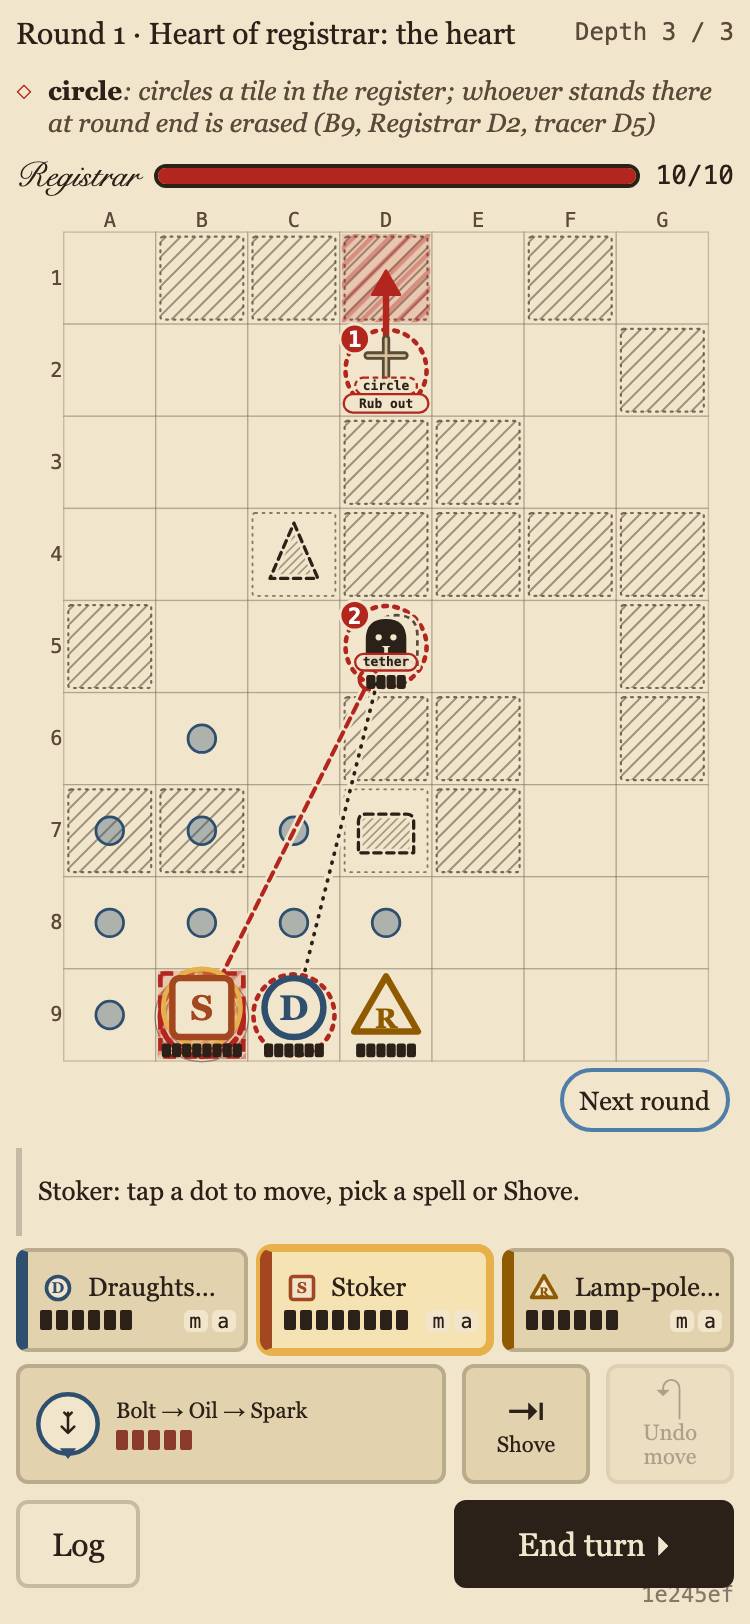 Round 1 · Heart of registrar: the heart
Depth 3 / 3
circle: circles a tile in the register; whoever stands there
at round end is erased (B9, Registrar D2, tracer D5)
Registrar
10/10
A B C D E F G
1
2
1
circle
Rub out
3
4
5
2
tether
6
7
8
9
S
D
R
Next round
Stoker: tap a dot to move, pick a spell or Shove.
D Draughts...
m a
S Stoker
m a
R Lamp-pole...
m a
Bolt → Oil → Spark
Shove
Undo
move
Log
End turn
1e245ef